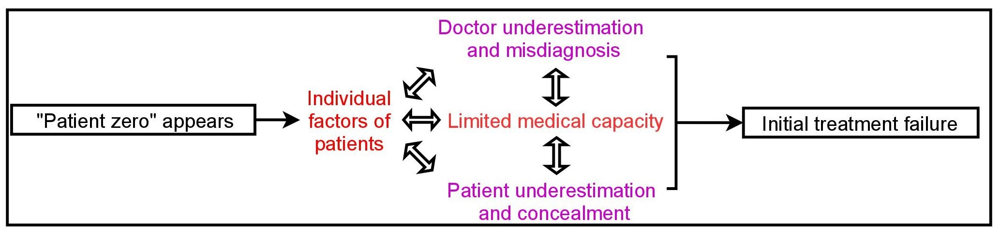 "Patient zero" appears
Individual
factors of
patients
Doctor underestimation
and misdiagnosis
Limited medical capacity
Patient underestimation
and concealment
Initial treatment failure